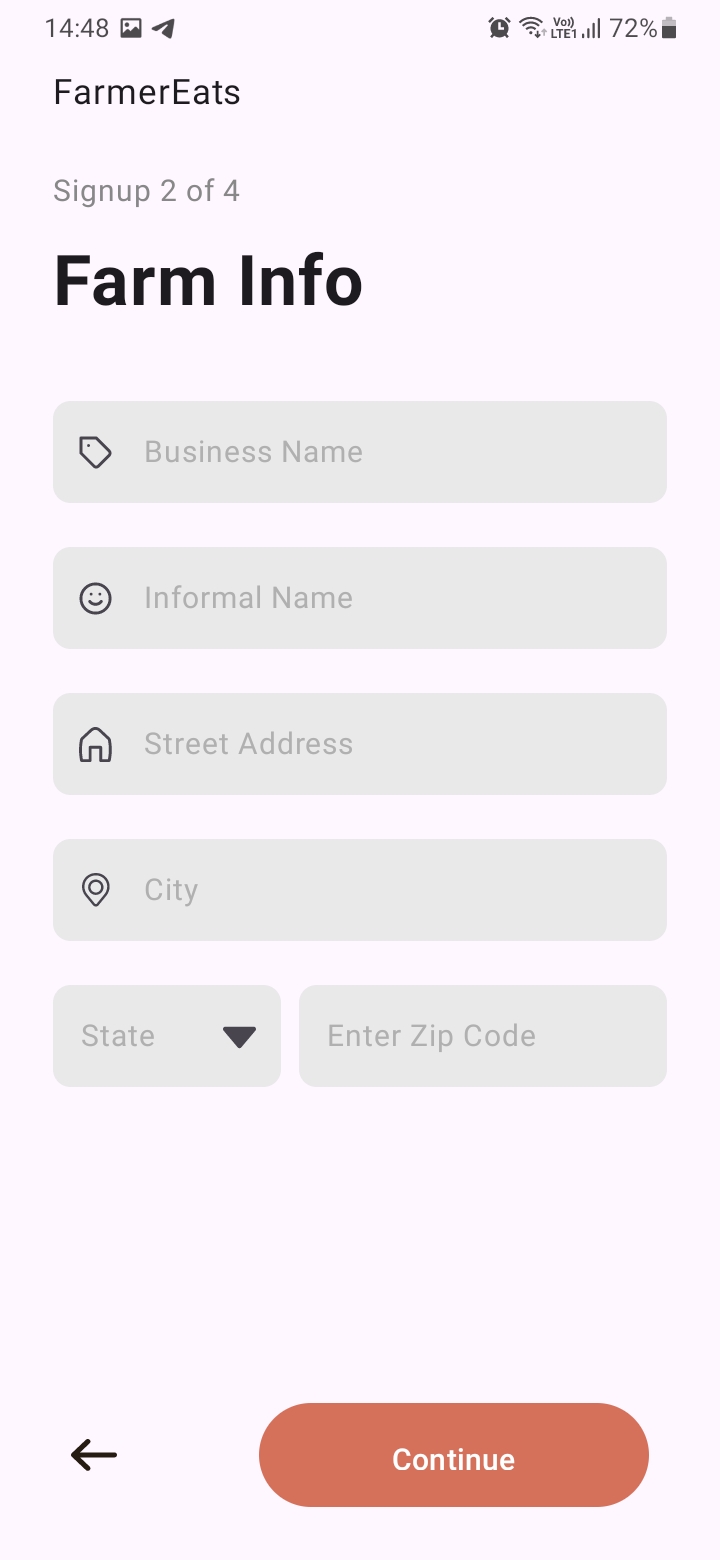 14:48 Vo)) LTE1 72%
FarmerEats
Signup 2 of 4
Farm Info
Business Name
Informal Name
Street Address
City
State Enter Zip Code
Continue